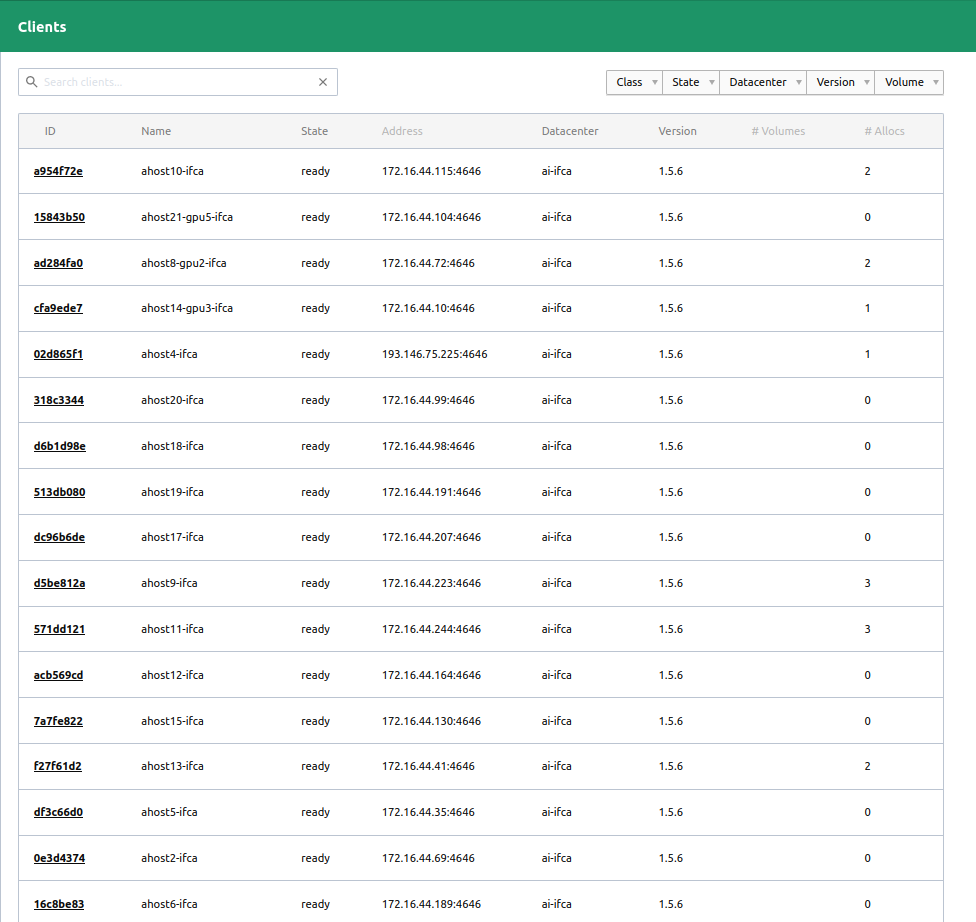 Clients
Search clients...
Class State Datacenter Version Volume
ID Name State Address Datacenter Version # Volumes # Allocs
a954f72e ahost10-ifca ready 172.16.44.115:4646 ai-ifca 1.5.6 2
15843b50 ahost21-gpu5-ifca ready 172.16.44.104:4646 ai-ifca 1.5.6 0
ad284fa0 ahost8-gpu2-ifca ready 172.16.44.72:4646 ai-ifca 1.5.6 2
cfa9ede7 ahost14-gpu3-ifca ready 172.16.44.10:4646 ai-ifca 1.5.6 1
02d865f1 ahost4-ifca ready 193.146.75.225:4646 ai-ifca 1.5.6 1
318c3344 ahost20-ifca ready 172.16.44.99:4646 ai-ifca 1.5.6 0
d6b1d98e ahost18-ifca ready 172.16.44.98:4646 ai-ifca 1.5.6 0
513db080 ahost19-ifca ready 172.16.44.191:4646 ai-ifca 1.5.6 0
dc96b6de ahost17-ifca ready 172.16.44.207:4646 ai-ifca 1.5.6 0
d5be812a ahost9-ifca ready 172.16.44.223:4646 ai-ifca 1.5.6 3
571dd121 ahost11-ifca ready 172.16.44.244:4646 ai-ifca 1.5.6 3
acb569cd ahost12-ifca ready 172.16.44.164:4646 ai-ifca 1.5.6 0
7a7fe822 ahost15-ifca ready 172.16.44.130:4646 ai-ifca 1.5.6 0
f27f61d2 ahost13-ifca ready 172.16.44.41:4646 ai-ifca 1.5.6 2
df3c66d0 ahost5-ifca ready 172.16.44.35:4646 ai-ifca 1.5.6 0
0e3d4374 ahost2-ifca ready 172.16.44.69:4646 ai-ifca 1.5.6 0
16c8be83 ahost6-ifca ready 172.16.44.189:4646 ai-ifca 1.5.6 0